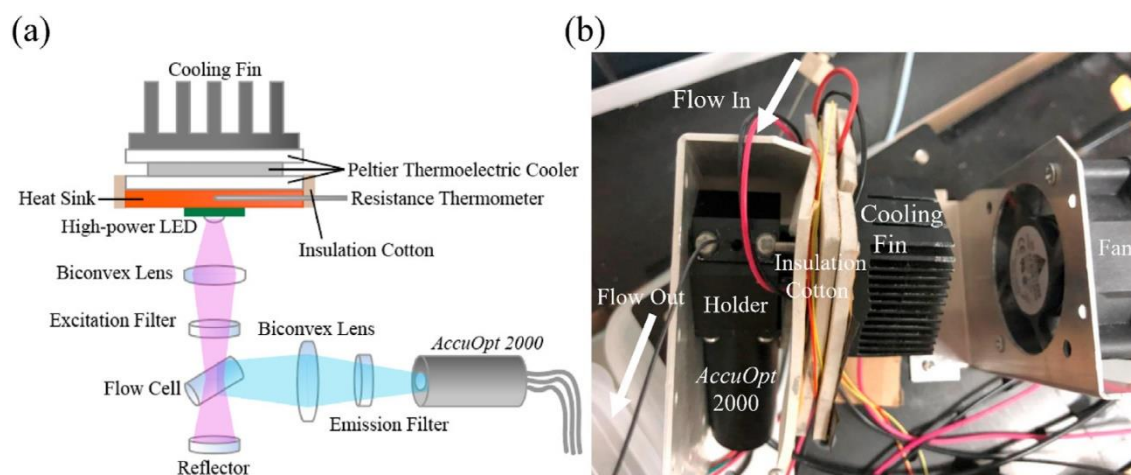 (a)
Cooling Fin
Peltier Thermoelectric Cooler
Heat Sink
Resistance Thermometer
High-power LED
Insulation Cotton
Biconvex Lens
Excitation Filter
Biconvex Lens
AccuOpt 2000
Flow Cell
Emission Filter
Reflector
(b)
Flow In
Cooling
Fin
Fan
Insulation
Cotton
Flow Out
Holder
AccuOpt
2000